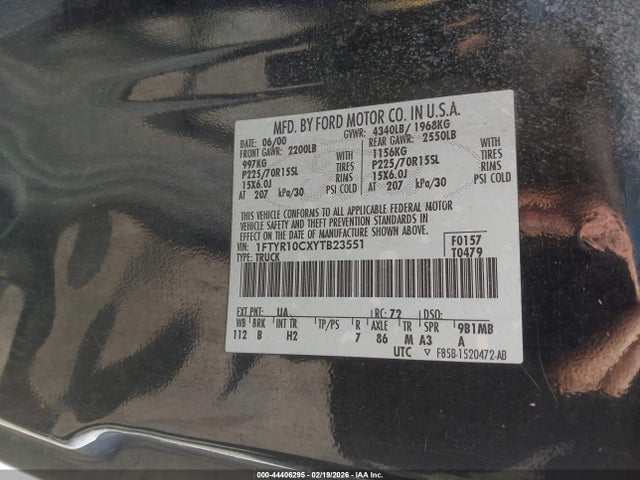 MFD. BY FORD MOTOR CO. IN U.S.A.
DATE: 06/00 GVWR: 4340LB/ 1968KG
FRONT GAWR: 2200LB REAR GAWR: 2550LB
997KG WITH 1156KG WITH
P225/70R15SL TIRES P225/70R15SL TIRES
15X6.0J RIMS 15X6.0J RIMS
AT 207 kPa/30 PSI COLD AT 207 kPa/30 PSI COLD
THIS VEHICLE CONFORMS TO ALL APPLICABLE FEDERAL MOTOR
VEHICLE SAFETY AND THEFT PREVENTION STANDARDS IN
EFFECT ON THE DATE OF MANUFACTURE SHOWN ABOVE.
VIN: 1FTYR10CXYTB23551 F0157
TYPE: TRUCK T0479
EXT PNT: UA RC: 72 DSO:
WB BRK INT TR TP/PS R AXLE TR SPR 9B1MB
112 B H2 7 86 M A3 A
UTC ▽ F85B-1520472-AB
000-44406295 - 02/19/2026 - IAA Inc.